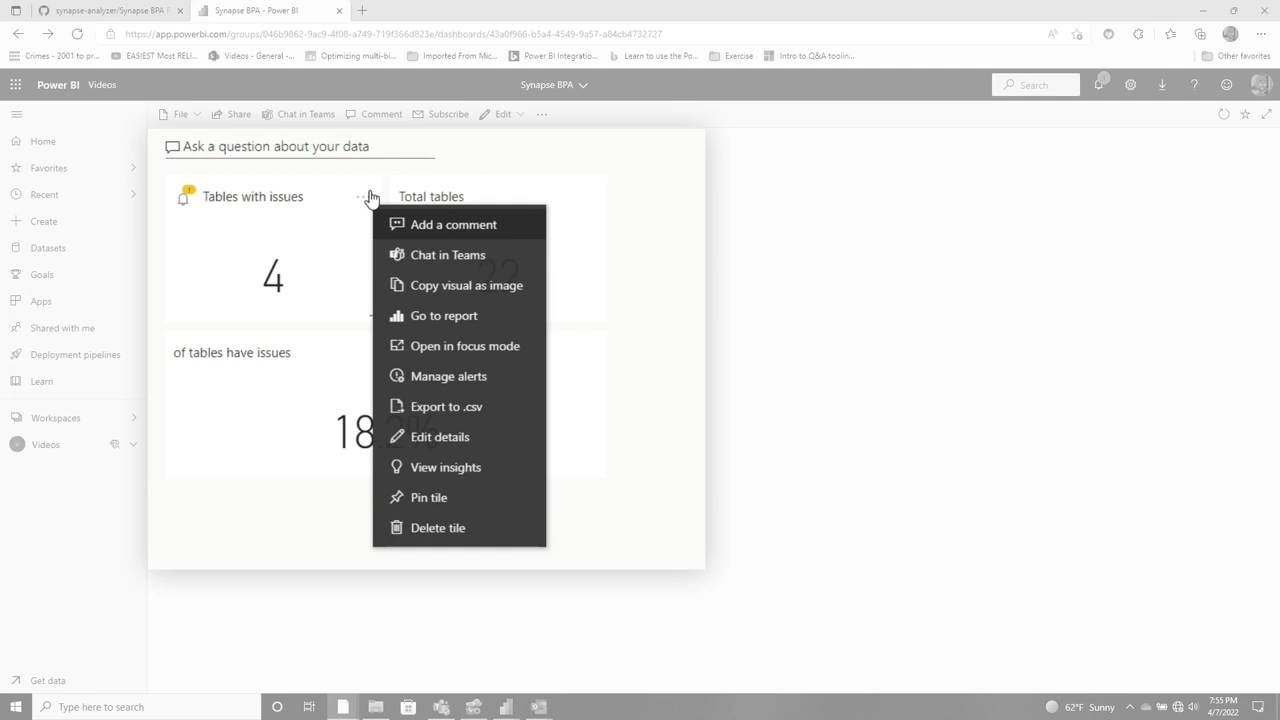 synapse-analyzer/Synapse BPA R
Synapse BPA - Power BI
https://app.powerbi.com/groups/046b9862-9ac9-4f08-a749-719f366d823e/dashboards/43a0f966-b5a4-4549-9a57-a84cb4732727
Crimes - 2001 to pr...
EASIEST Most RELI...
Videos - General -...
Optimizing multi-bi...
Imported From Mic...
Power BI Integratio...
Learn to use the Po...
Exercise
Intro to Q&A toolin...
Other favorites
Power BI
Videos
Synapse BPA
Search
1
File
Share
Chat in Teams
Comment
Subscribe
Edit
Home
Favorites
Recent
Create
Datasets
Goals
Apps
Shared with me
Deployment pipelines
Learn
Workspaces
Videos
Get data
Ask a question about your data
Tables with issues
4
Total tables
22
of tables have issues
18.2%
Add a comment
Chat in Teams
Copy visual as image
Go to report
Open in focus mode
Manage alerts
Export to .csv
Edit details
View insights
Pin tile
Delete tile
Type here to search
62°F Sunny
7:55 PM
4/7/2022